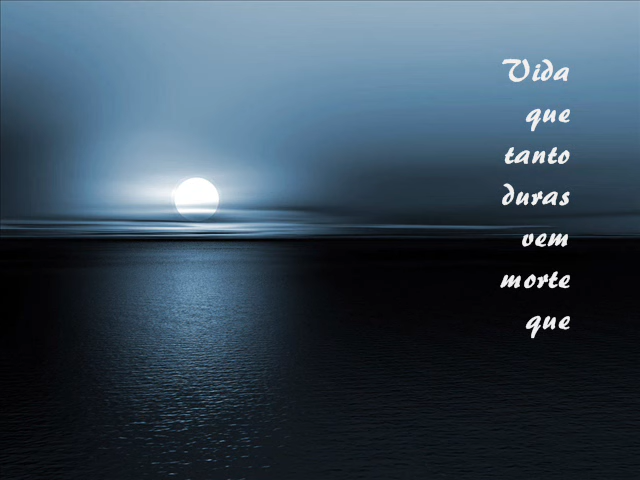 Vida
que
tanto
duras
vem
morte
que